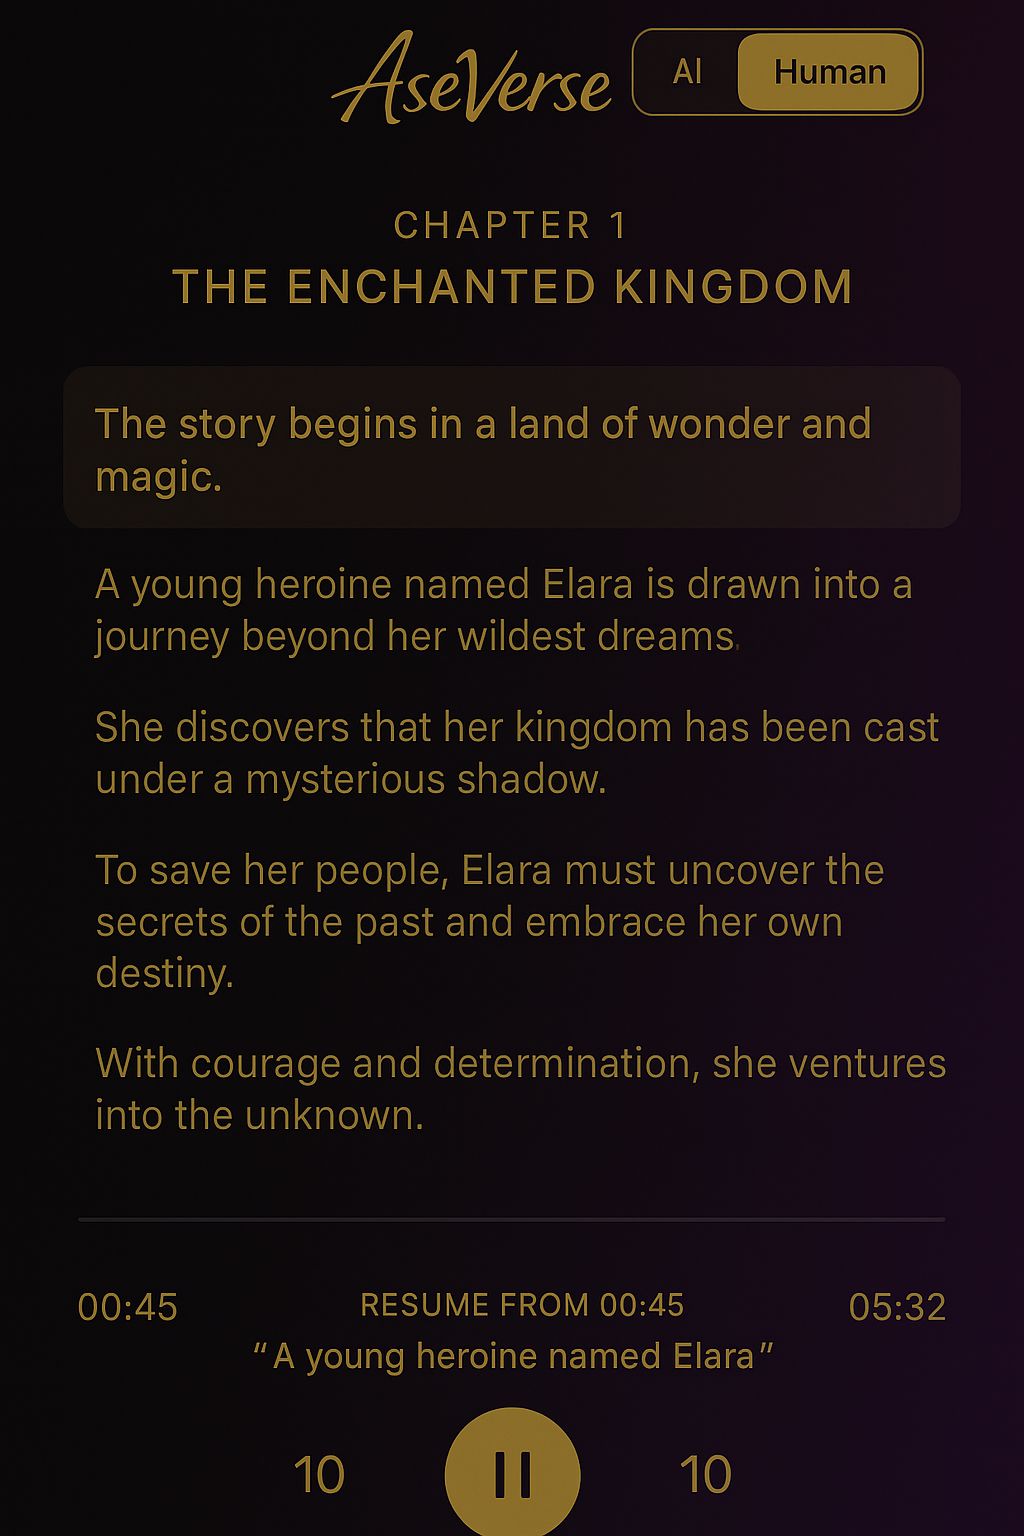 AseVerse
AI Human
CHAPTER 1
THE ENCHANTED KINGDOM
The story begins in a land of wonder and
magic.
A young heroine named Elara is drawn into a
journey beyond her wildest dreams.
She discovers that her kingdom has been cast
under a mysterious shadow.
To save her people, Elara must uncover the
secrets of the past and embrace her own
destiny.
With courage and determination, she ventures
into the unknown.
00:45 RESUME FROM 00:45 05:32
“A young heroine named Elara”
10 10